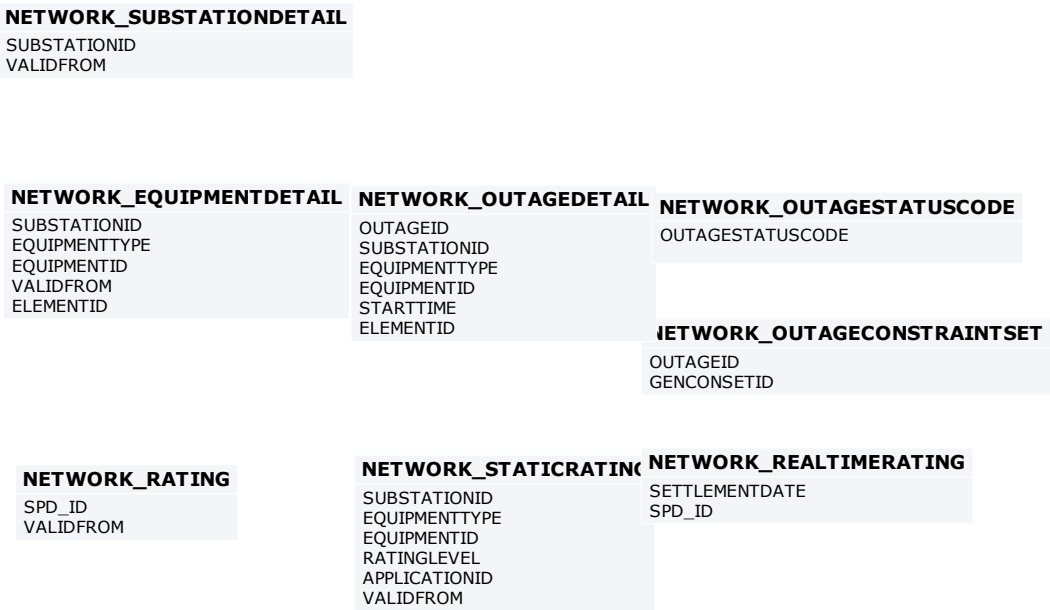 NETWORK_SUBSTATIONDETAIL
SUBSTATIONID
VALIDFROM
NETWORK_EQUIPMENTDETAIL
SUBSTATIONID
EQUIPMENTTYPE
EQUIPMENTID
VALIDFROM
ELEMENTID
NETWORK_OUTAGEDETAIL
OUTAGEID
SUBSTATIONID
EQUIPMENTTYPE
EQUIPMENTID
STARTTIME
ELEMENTID
NETWORK_OUTAGESTATUSCODE
OUTAGESTATUSCODE
NETWORK_OUTAGECONSTRAINTSET
OUTAGEID
GENCONSETID
NETWORK_RATING
SPD_ID
VALIDFROM
NETWORK_STATICRATING
SUBSTATIONID
EQUIPMENTTYPE
EQUIPMENTID
RATINGLEVEL
APPLICATIONID
VALIDFROM
NETWORK_REALTIMERATING
SETTLEMENTDATE
SPD_ID